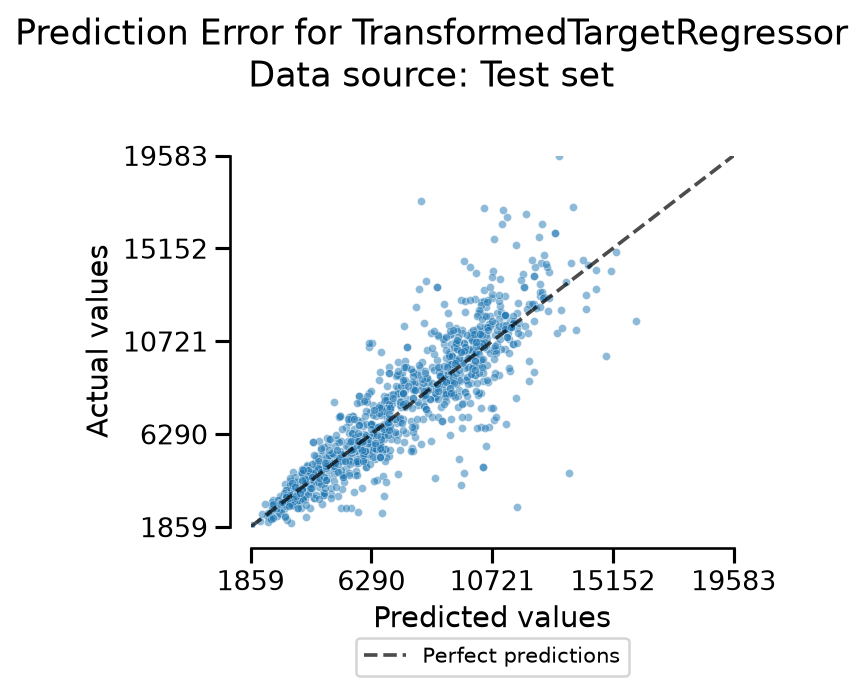 Prediction Error for TransformedTargetRegressor
Data source: Test set
19583
15152
10721
6290
1859
Actual values
1859 6290 10721 15152 19583
Predicted values
Perfect predictions